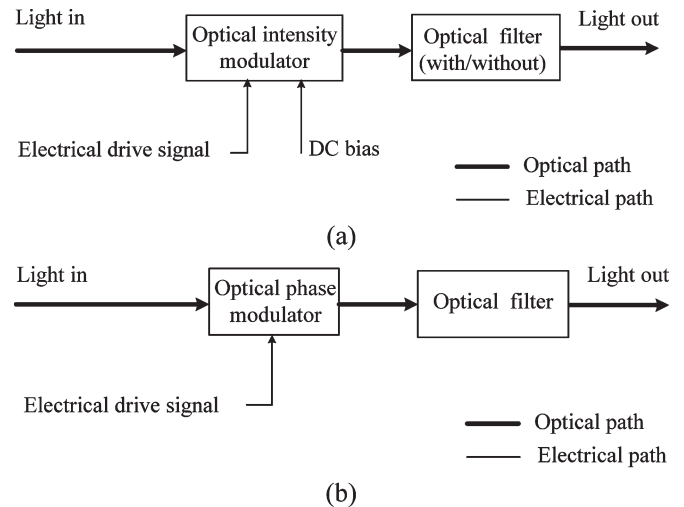 Light in
Light out
Optical intensity
modulator
Optical filter
(with/without)
Electrical drive signal
DC bias
Optical path
Electrical path
(a)
Light in
Light out
Optical phase
modulator
Optical filter
Electrical drive signal
Optical path
Electrical path
(b)